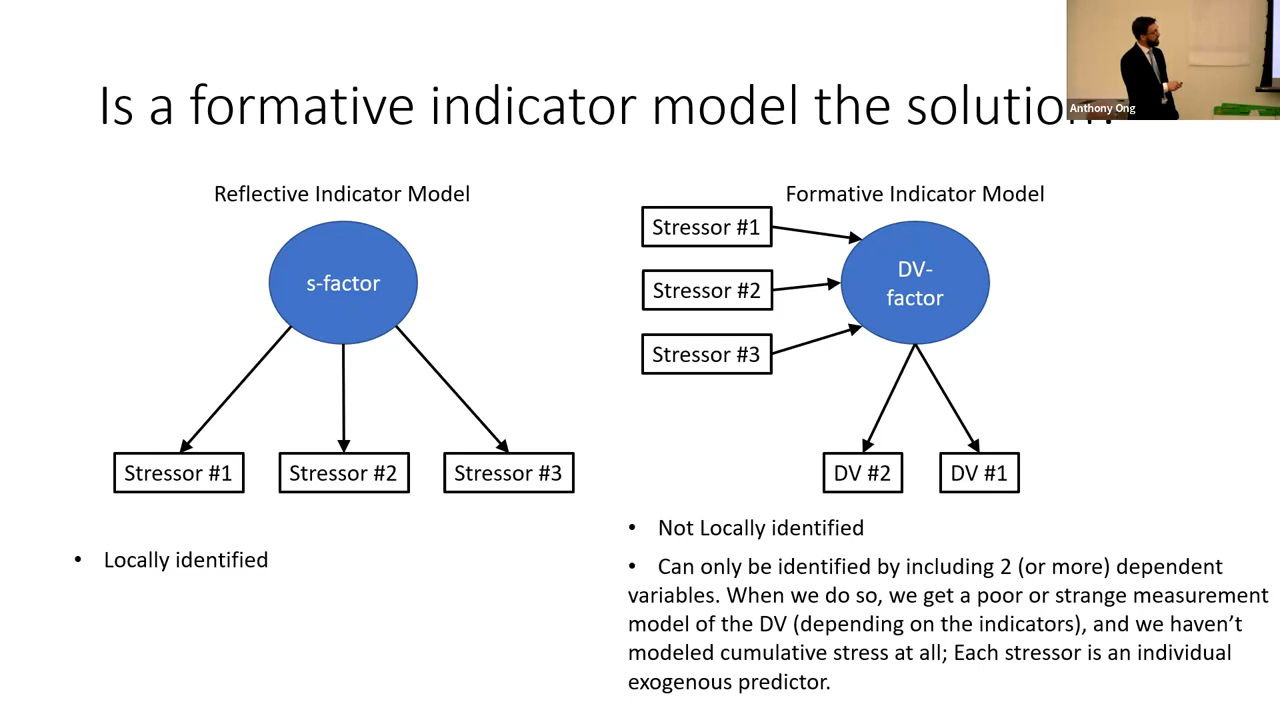 Is a formative indicator model the solution?
Anthony Ong
Reflective Indicator Model
s-factor
Stressor #1
Stressor #2
Stressor #3
Locally identified
Formative Indicator Model
Stressor #1
Stressor #2
Stressor #3
DV-
factor
DV #2
DV #1
• Not Locally identified
• Can only be identified by including 2 (or more) dependent
variables. When we do so, we get a poor or strange measurement
model of the DV (depending on the indicators), and we haven’t
modeled cumulative stress at all; Each stressor is an individual
exogenous predictor.